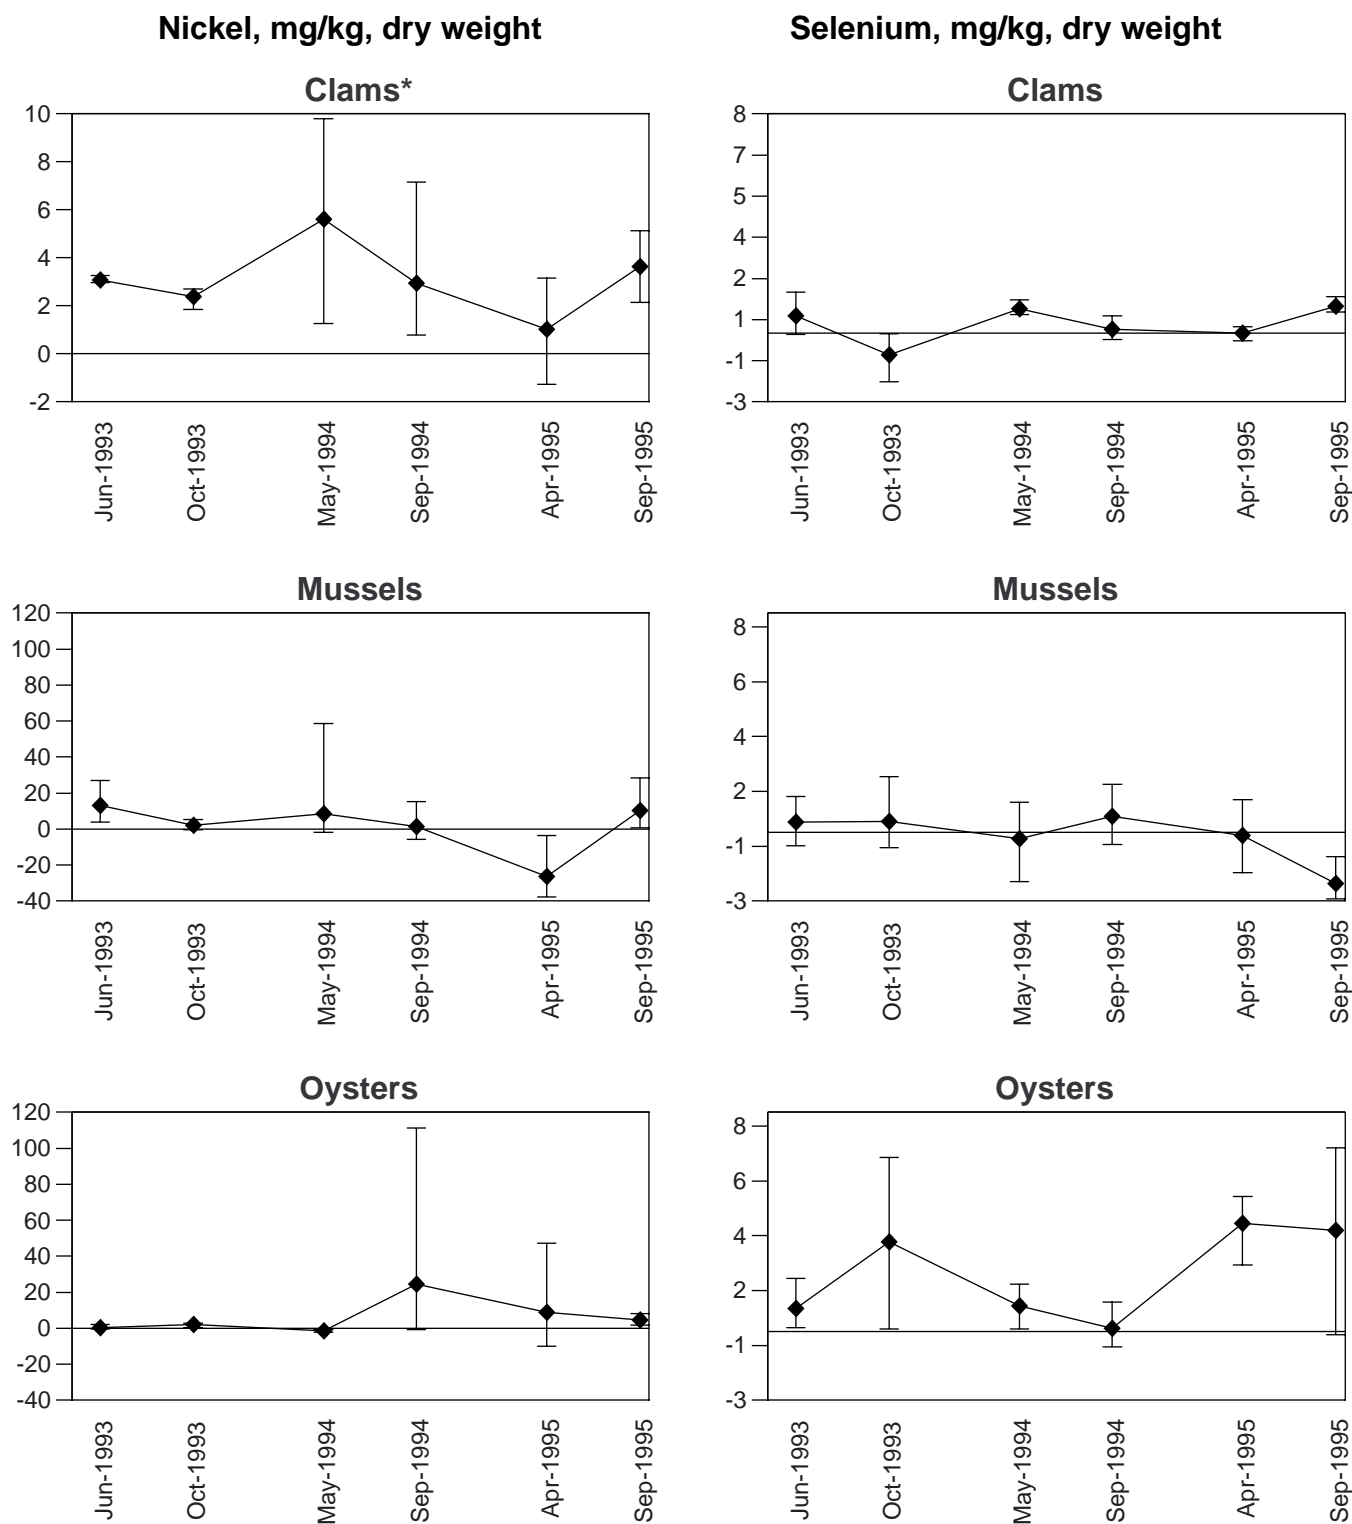 Nickel, mg/kg, dry weight
Clams*
10
8
6
4
2
0
-2
Jun-1993
Oct-1993
May-1994
Sep-1994
Apr-1995
Sep-1995
Mussels
120
100
80
60
40
20
0
-20
-40
Jun-1993
Oct-1993
May-1994
Sep-1994
Apr-1995
Sep-1995
Oysters
120
100
80
60
40
20
0
-20
-40
Jun-1993
Oct-1993
May-1994
Sep-1994
Apr-1995
Sep-1995
Selenium, mg/kg, dry weight
Clams
8
7
5
4
2
1
-1
-3
Jun-1993
Oct-1993
May-1994
Sep-1994
Apr-1995
Sep-1995
Mussels
8
6
4
2
-1
-3
Jun-1993
Oct-1993
May-1994
Sep-1994
Apr-1995
Sep-1995
Oysters
8
6
4
2
-1
-3
Jun-1993
Oct-1993
May-1994
Sep-1994
Apr-1995
Sep-1995